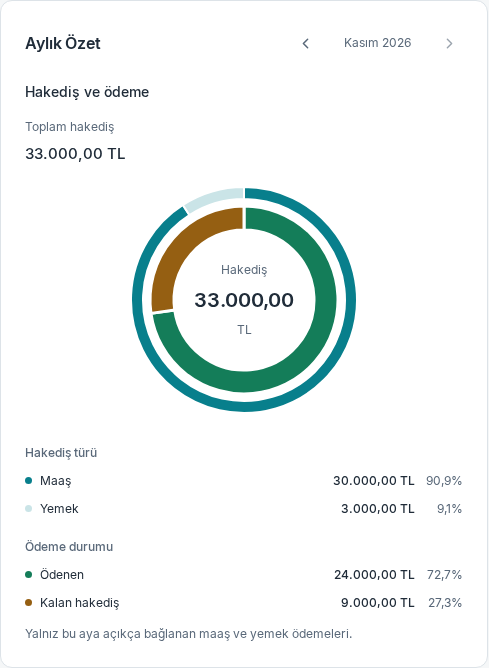 Aylık Özet
Kasım 2026
Hakediş ve ödeme
Toplam hakediş
33.000,00 TL
Hakediş
33.000,00
TL
Hakediş türü
Maaş 30.000,00 TL 90,9%
Yemek 3.000,00 TL 9,1%
Ödeme durumu
Ödenen 24.000,00 TL 72,7%
Kalan hakediş 9.000,00 TL 27,3%
Yalnız bu aya açıkça bağlanan maaş ve yemek ödemeleri.